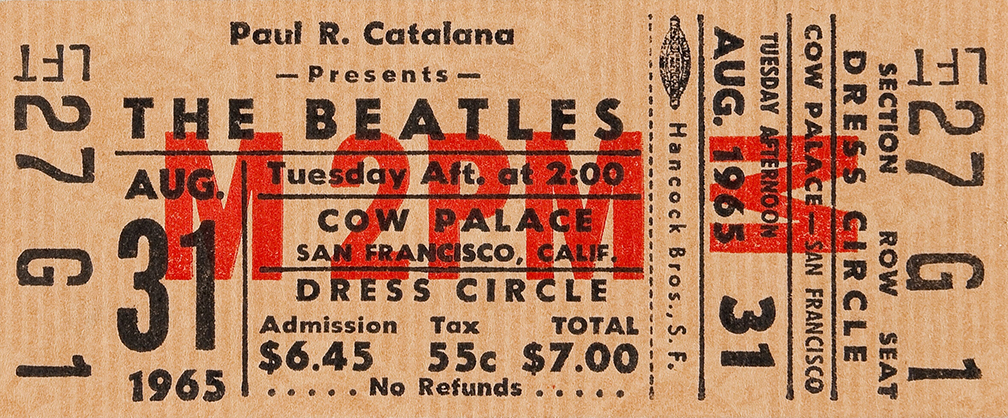 LFT 27 G 1
Paul R. Catalana
—Presents—
THE BEATLES
M2PM
AUG.
31
1965
Tuesday Aft. at 2:00
COW PALACE
SAN FRANCISCO, CALIF.
DRESS CIRCLE
Admission Tax TOTAL
$6.45 55c $7.00
. . . . . No Refunds . . . . .
Hancock Bros., S. F.
AUG. 1965 31
TUESDAY AFTERNOON
M
COW PALACE—SAN FRANCISCO
DRESS CIRCLE
SECTION ROW SEAT
LFT 27 G 1